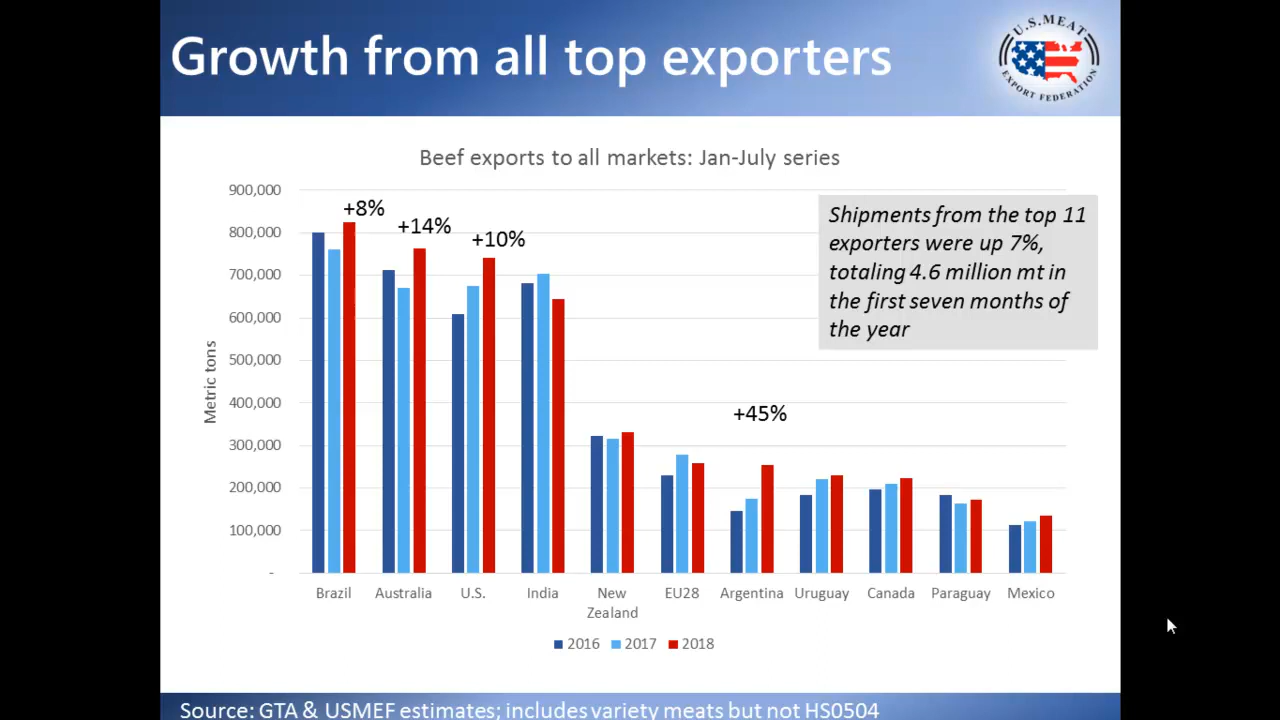 Growth from all top exporters
U.S.MEAT
EXPORT FEDERATION
Beef exports to all markets: Jan-July series
Metric tons
900,000
800,000
700,000
600,000
500,000
400,000
300,000
200,000
100,000
-
+8%
+14%
+10%
+45%
Shipments from the top 11
exporters were up 7%,
totaling 4.6 million mt in
the first seven months of
the year
Brazil Australia U.S. India New EU28 Argentina Uruguay Canada Paraguay Mexico
Zealand
2016 2017 2018
Source: GTA & USMEF estimates; includes variety meats but not HS0504